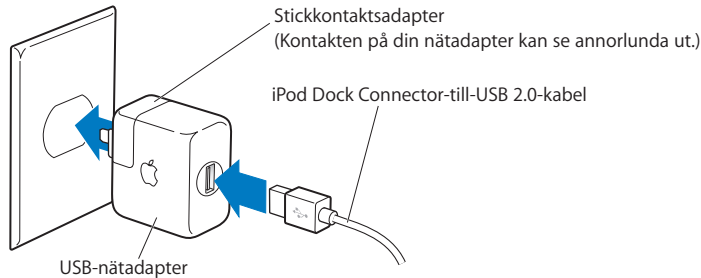 Stickkontaktsadapter
(Kontakten på din nätadapter kan se annorlunda ut.)
iPod Dock Connector-till-USB 2.0-kabel
USB-nätadapter